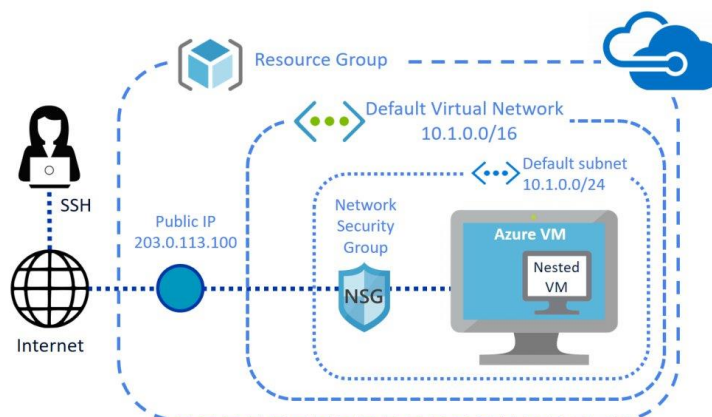 Resource Group
Default Virtual Network
10.1.0.0/16
Default subnet
10.1.0.0/24
SSH
Public IP
203.0.113.100
Network
Security
Group
NSG
Azure VM
Nested
VM
Internet